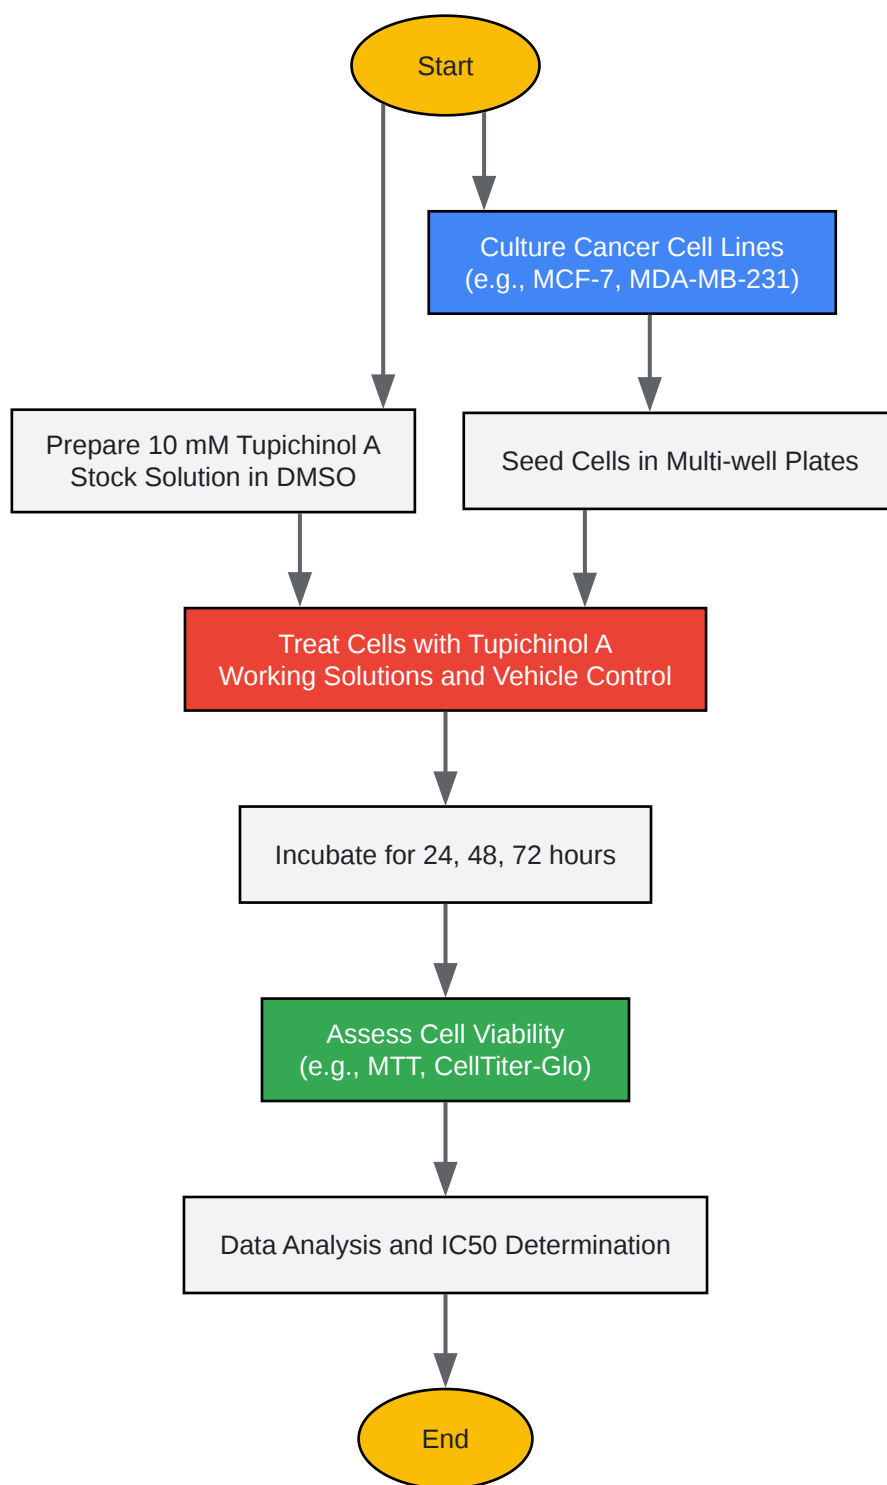 Start
Culture Cancer Cell Lines
(e.g., MCF-7, MDA-MB-231)
Prepare 10 mM Tupichinol A
Stock Solution in DMSO
Seed Cells in Multi-well Plates
Treat Cells with Tupichinol A
Working Solutions and Vehicle Control
Incubate for 24, 48, 72 hours
Assess Cell Viability
(e.g., MTT, CellTiter-Glo)
Data Analysis and IC50 Determination
End